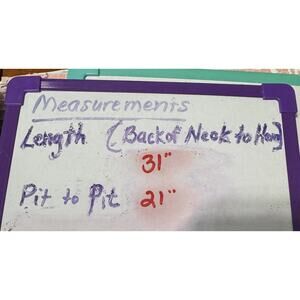 Measurements
Length (Back of Neck to Hem)
31"
Pit to Pit 21"